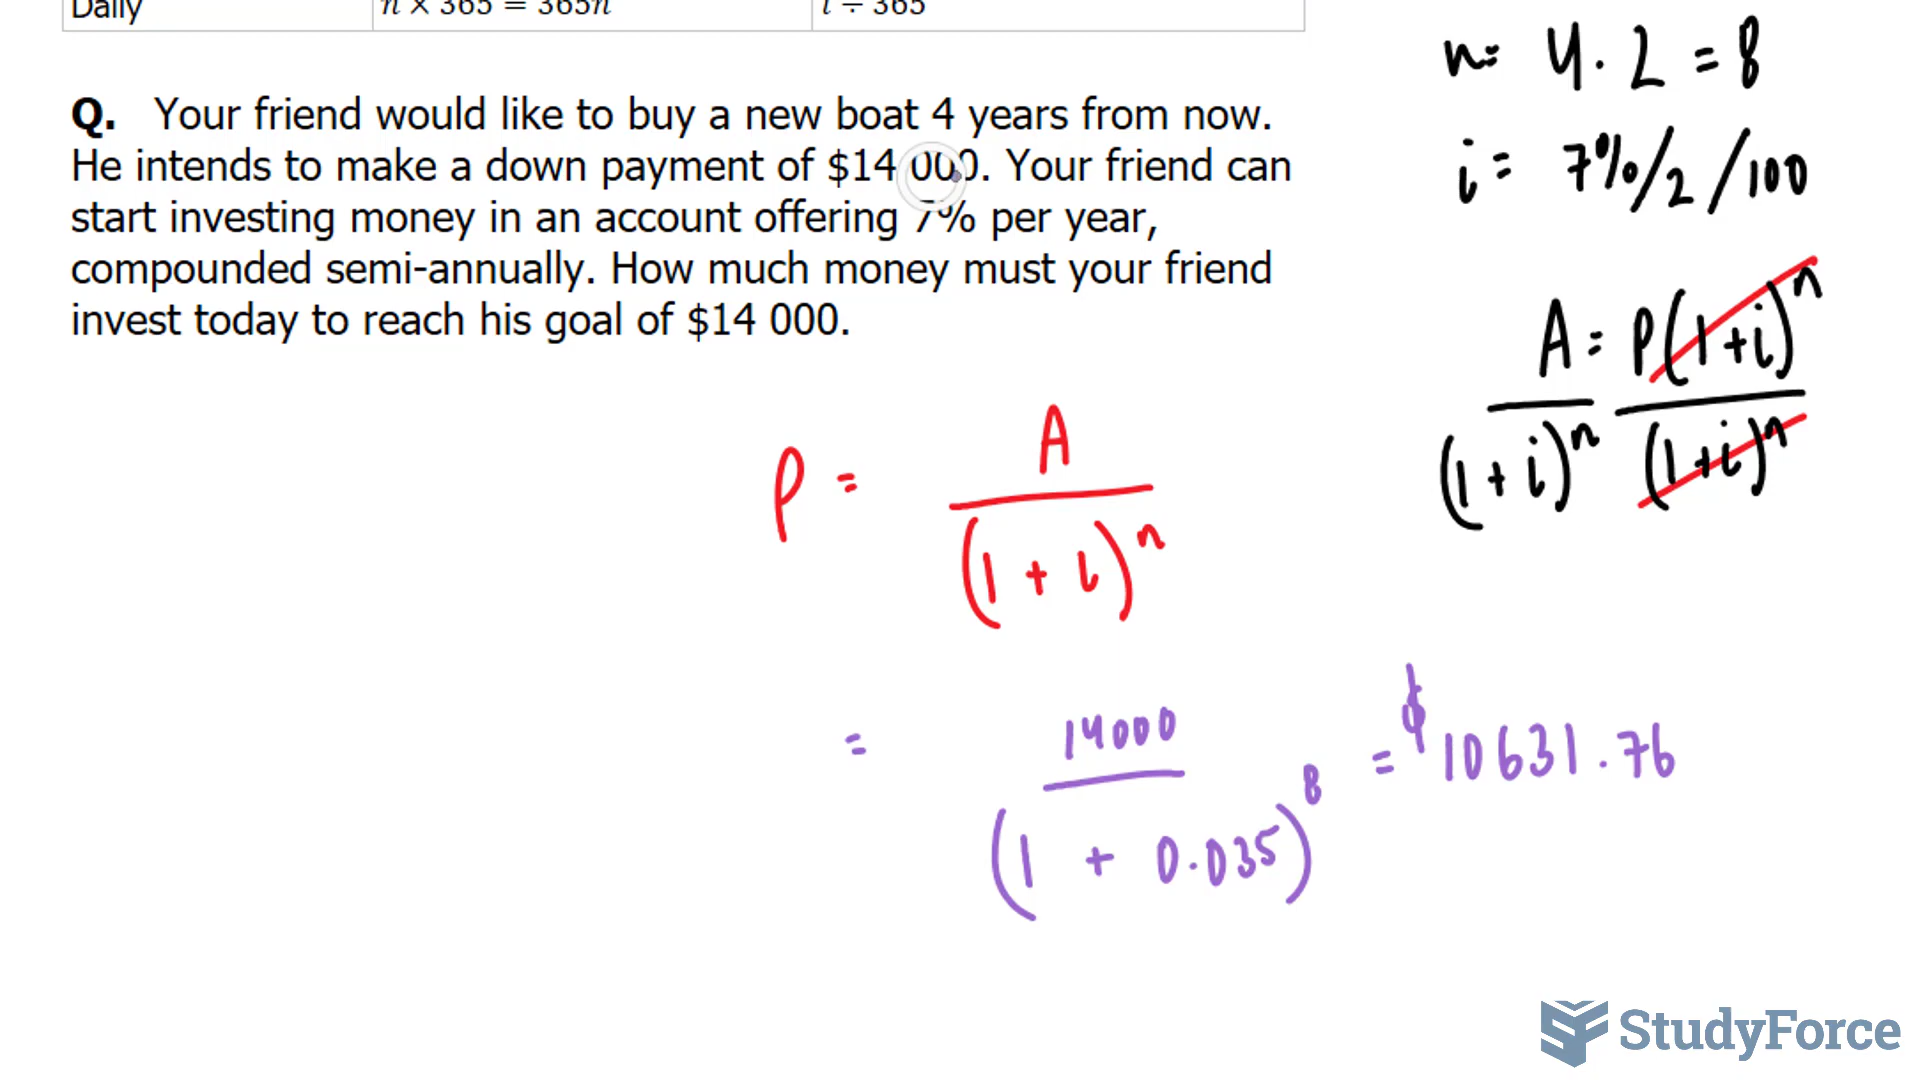 Daily n × 365 = 365n i ÷ 365
Q. Your friend would like to buy a new boat 4 years from now.
He intends to make a down payment of $14 000. Your friend can
start investing money in an account offering 7% per year,
compounded semi-annually. How much money must your friend
invest today to reach his goal of $14 000.
n= 4 · 2 = 8
i = 7%/2/100
A = P(1+i)^n
(1+i)^n (1+i)^n
P = A
(1 + i)^n
= 14000 = $10631.76
(1 + 0.035)^8
StudyForce